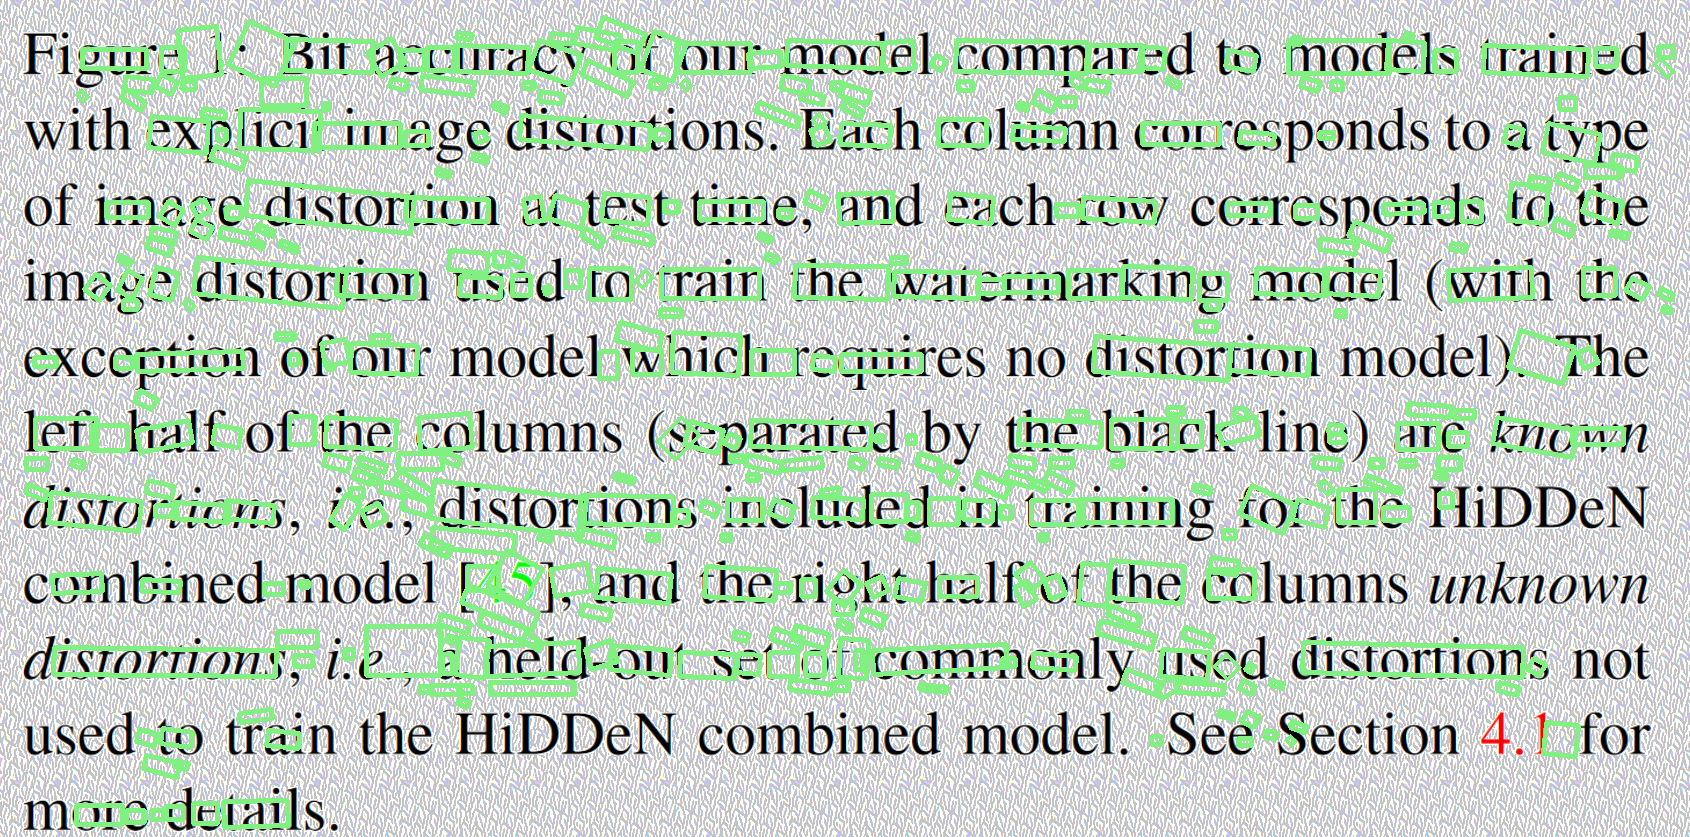 Figure 1: Bit accuracy of our model compared to models trained
with explicit image distortions. Each column corresponds to a type
of image distortion at test time, and each row corresponds to the
image distortion used to train the watermarking model (with the
exception of our model which requires no distortion model). The
left half of the columns (separated by the black line) are known
distortions, i.e., distortions included in training for the HiDDeN
combined model [45], and the right half of the columns unknown
distortions, i.e., a held-out set of commonly used distortions not
used to train the HiDDeN combined model. See Section 4.1 for
more details.